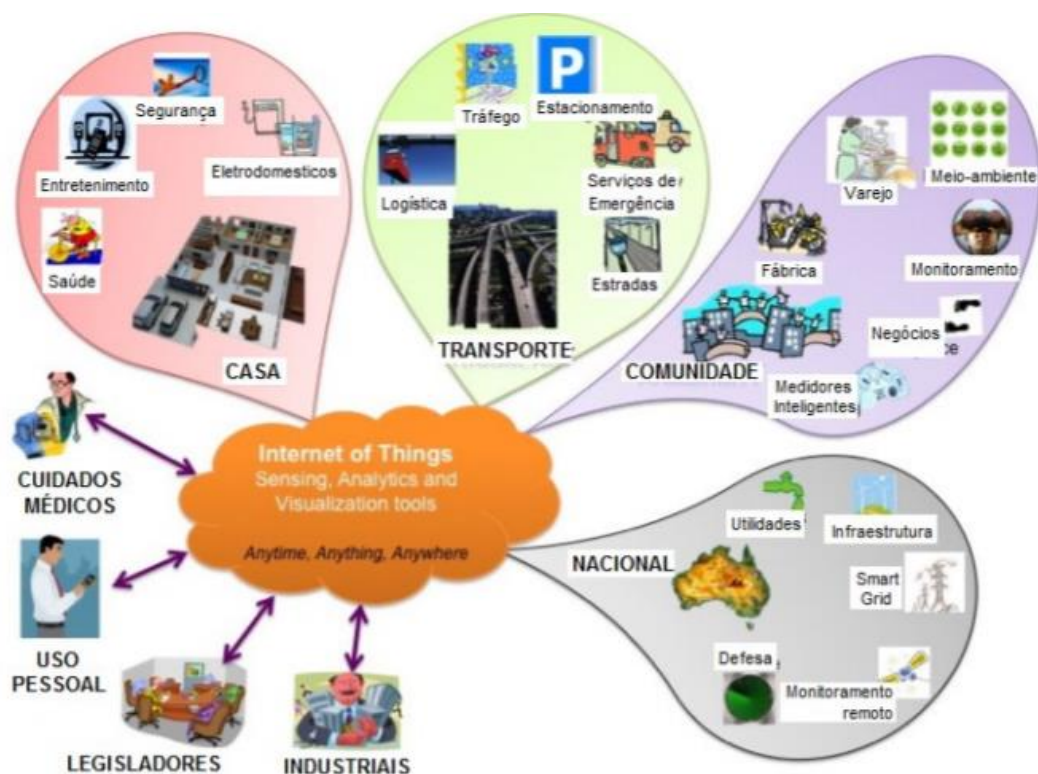 Segurança
Entretenimento
Eletrodomesticos
Saúde
CASA
Tráfego
Estacionamento
P
Logística
Serviços de
Emergência
Estradas
TRANSPORTE
Varejo
Meio-ambiente
Fábrica
Monitoramento
Negócios
COMUNIDADE
Medidores
Inteligentes
Internet of Things
Sensing, Analytics and
Visualization tools
Anytime, Anything, Anywhere
CUIDADOS
MÉDICOS
USO
PESSOAL
LEGISLADORES
INDUSTRIAIS
NACIONAL
Utilidades
Infraestrutura
Smart
Grid
Defesa
Monitoramento
remoto